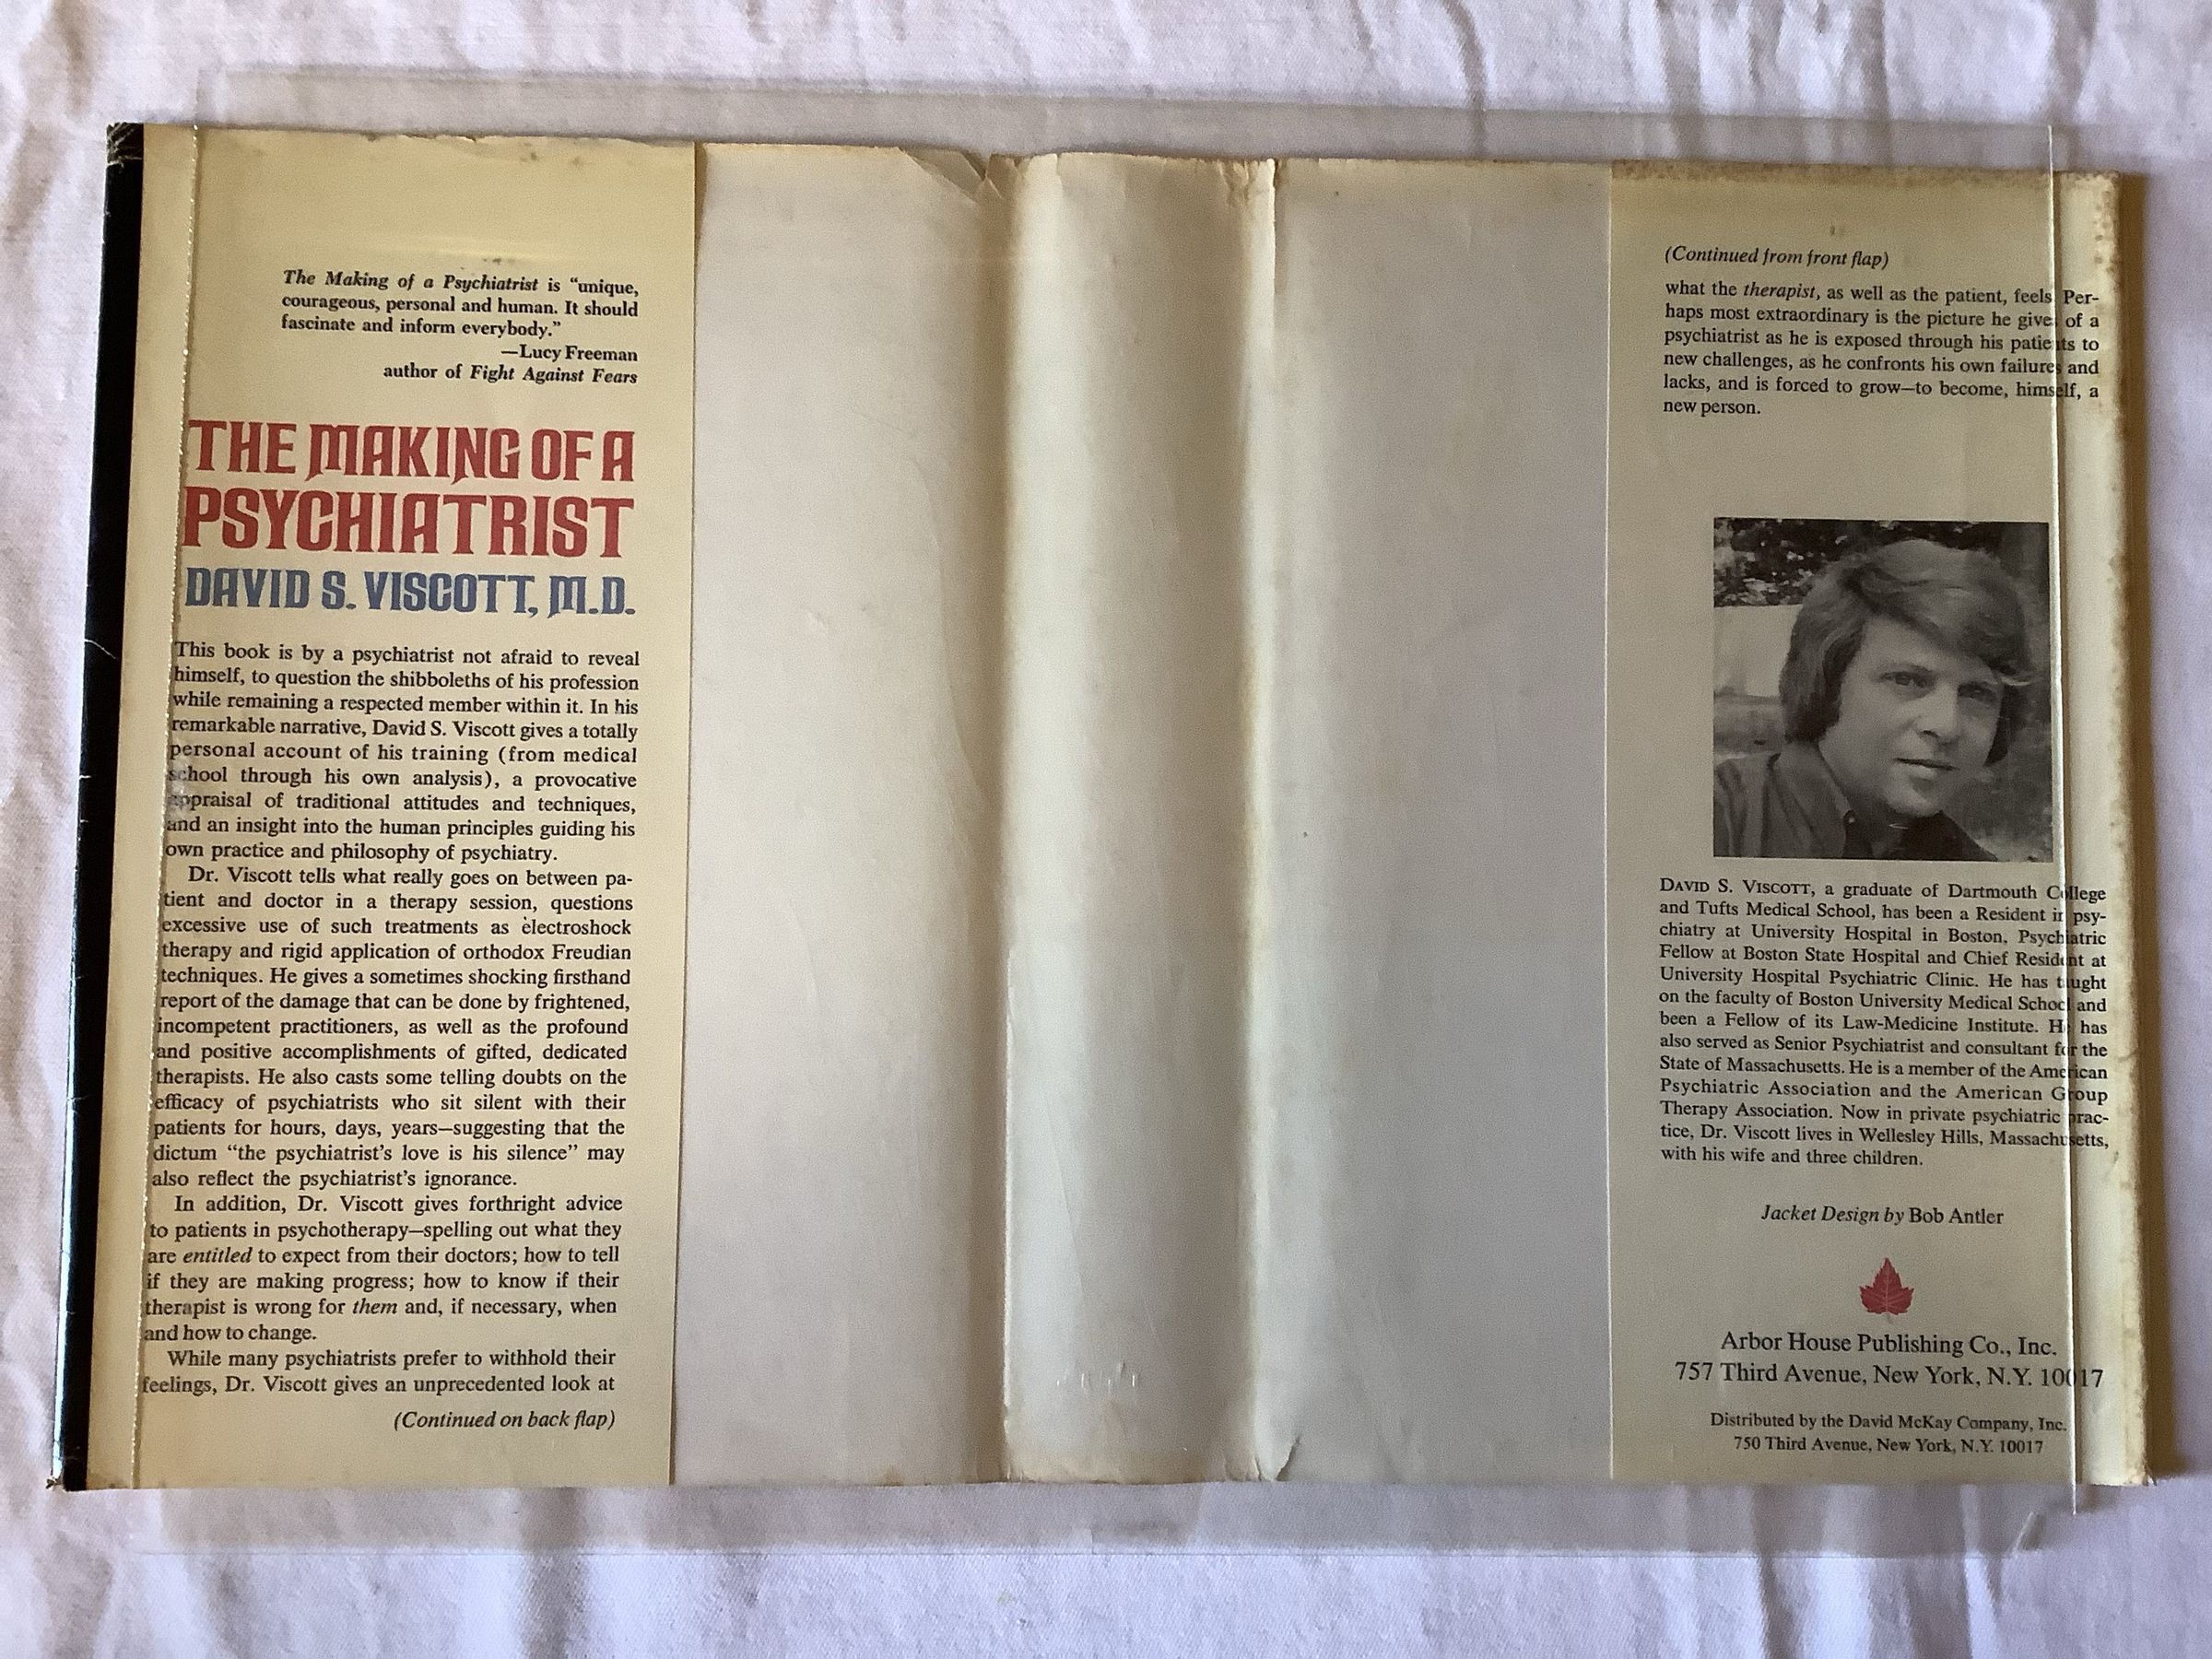 The Making of a Psychiatrist is “unique,
courageous, personal and human. It should
fascinate and inform everybody.”
—Lucy Freeman
author of Fight Against Fears
THE MAKING OF A
PSYCHIATRIST
DAVID S. VISCOTT, M.D.
This book is by a psychiatrist not afraid to reveal
himself, to question the shibboleths of his profession
while remaining a respected member within it. In his
remarkable narrative, David S. Viscott gives a totally
personal account of his training (from medical
school through his own analysis), a provocative
appraisal of traditional attitudes and techniques,
and an insight into the human principles guiding his
own practice and philosophy of psychiatry.
Dr. Viscott tells what really goes on between pa-
tient and doctor in a therapy session, questions
excessive use of such treatments as electroshock
therapy and rigid application of orthodox Freudian
techniques. He gives a sometimes shocking firsthand
report of the damage that can be done by frightened,
incompetent practitioners, as well as the profound
and positive accomplishments of gifted, dedicated
therapists. He also casts some telling doubts on the
efficacy of psychiatrists who sit silent with their
patients for hours, days, years—suggesting that the
dictum “the psychiatrist’s love is his silence” may
also reflect the psychiatrist’s ignorance.
In addition, Dr. Viscott gives forthright advice
to patients in psychotherapy—spelling out what they
are entitled to expect from their doctors; how to tell
if they are making progress; how to know if their
therapist is wrong for them and, if necessary, when
and how to change.
While many psychiatrists prefer to withhold their
feelings, Dr. Viscott gives an unprecedented look at
(Continued on back flap)
(Continued from front flap)
what the therapist, as well as the patient, feels. Per-
haps most extraordinary is the picture he gives of a
psychiatrist as he is exposed through his patients to
new challenges, as he confronts his own failures and
lacks, and is forced to grow—to become, himself, a
new person.
DAVID S. VISCOTT, a graduate of Dartmouth College
and Tufts Medical School, has been a Resident in psy-
chiatry at University Hospital in Boston, Psychiatric
Fellow at Boston State Hospital and Chief Resident at
University Hospital Psychiatric Clinic. He has taught
on the faculty of Boston University Medical School and
been a Fellow of its Law-Medicine Institute. He has
also served as Senior Psychiatrist and consultant for the
State of Massachusetts. He is a member of the American
Psychiatric Association and the American Group
Therapy Association. Now in private psychiatric prac-
tice, Dr. Viscott lives in Wellesley Hills, Massachusetts,
with his wife and three children.
Jacket Design by Bob Antler
Arbor House Publishing Co., Inc.
757 Third Avenue, New York, N.Y. 10017
Distributed by the David McKay Company, Inc.
750 Third Avenue, New York, N.Y. 10017